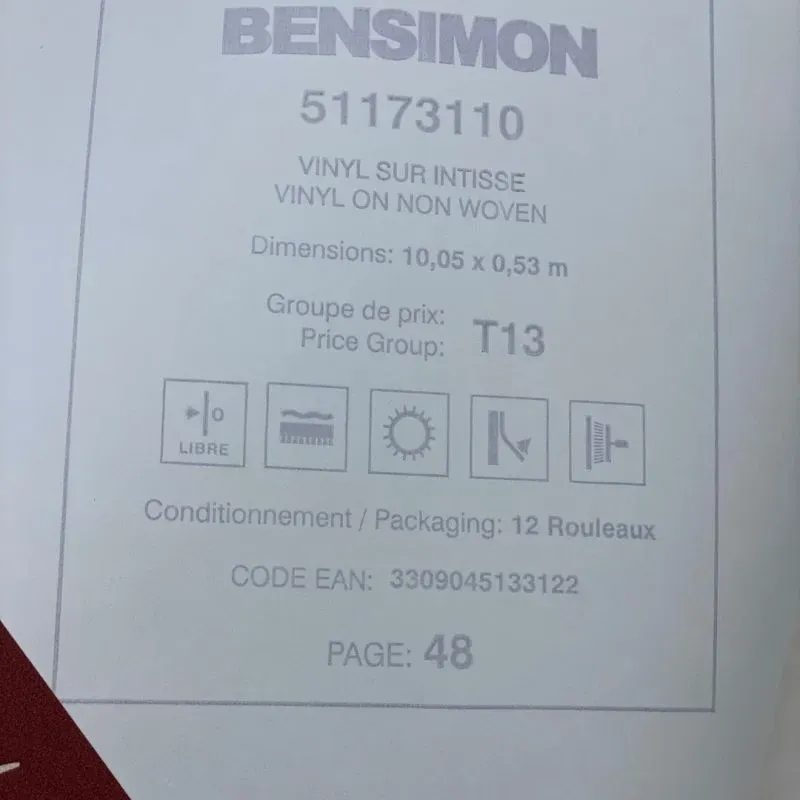 BENSIMON
51173110
VINYL SUR INTISSE
VINYL ON NON WOVEN
Dimensions: 10,05 x 0,53 m
Groupe de prix:
Price Group: T13
0
LIBRE
Conditionnement / Packaging: 12 Rouleaux
CODE EAN: 3309045133122
PAGE: 48